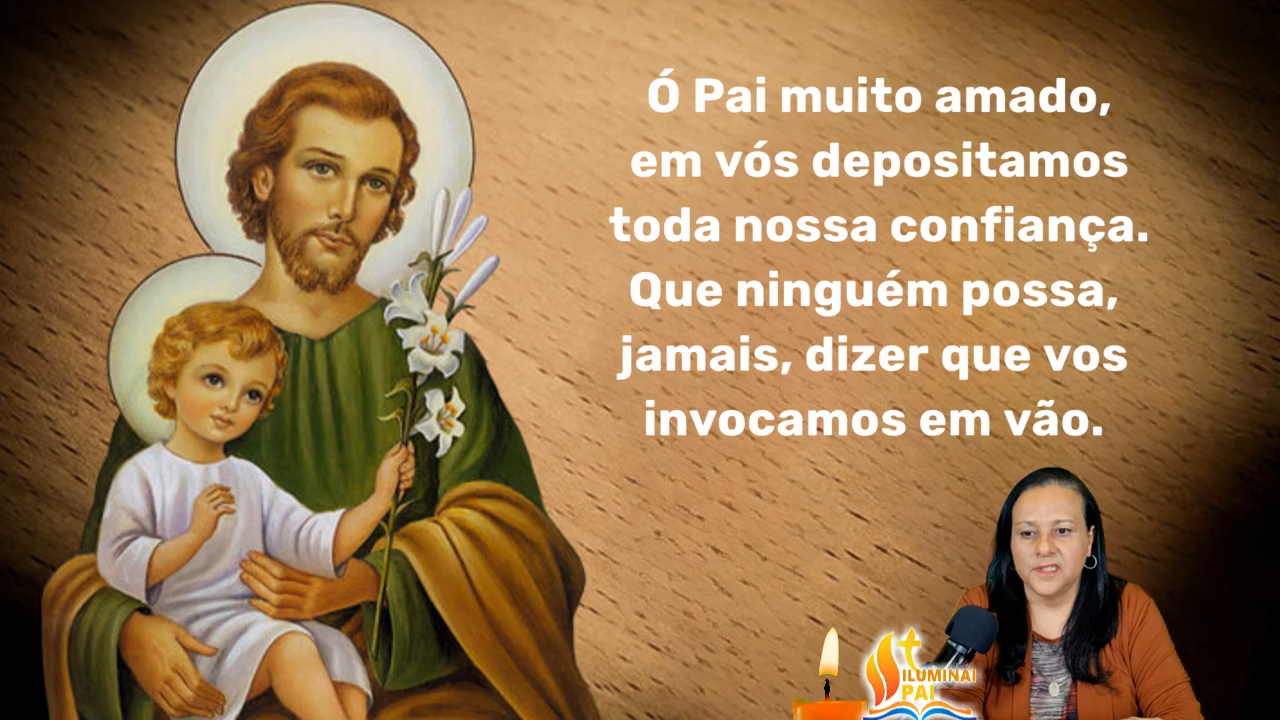 Ó Pai muito amado,
em vós depositamos
toda nossa confiança.
Que ninguém possa,
jamais, dizer que vos
invocamos em vão.
ILUMINAI
PAI